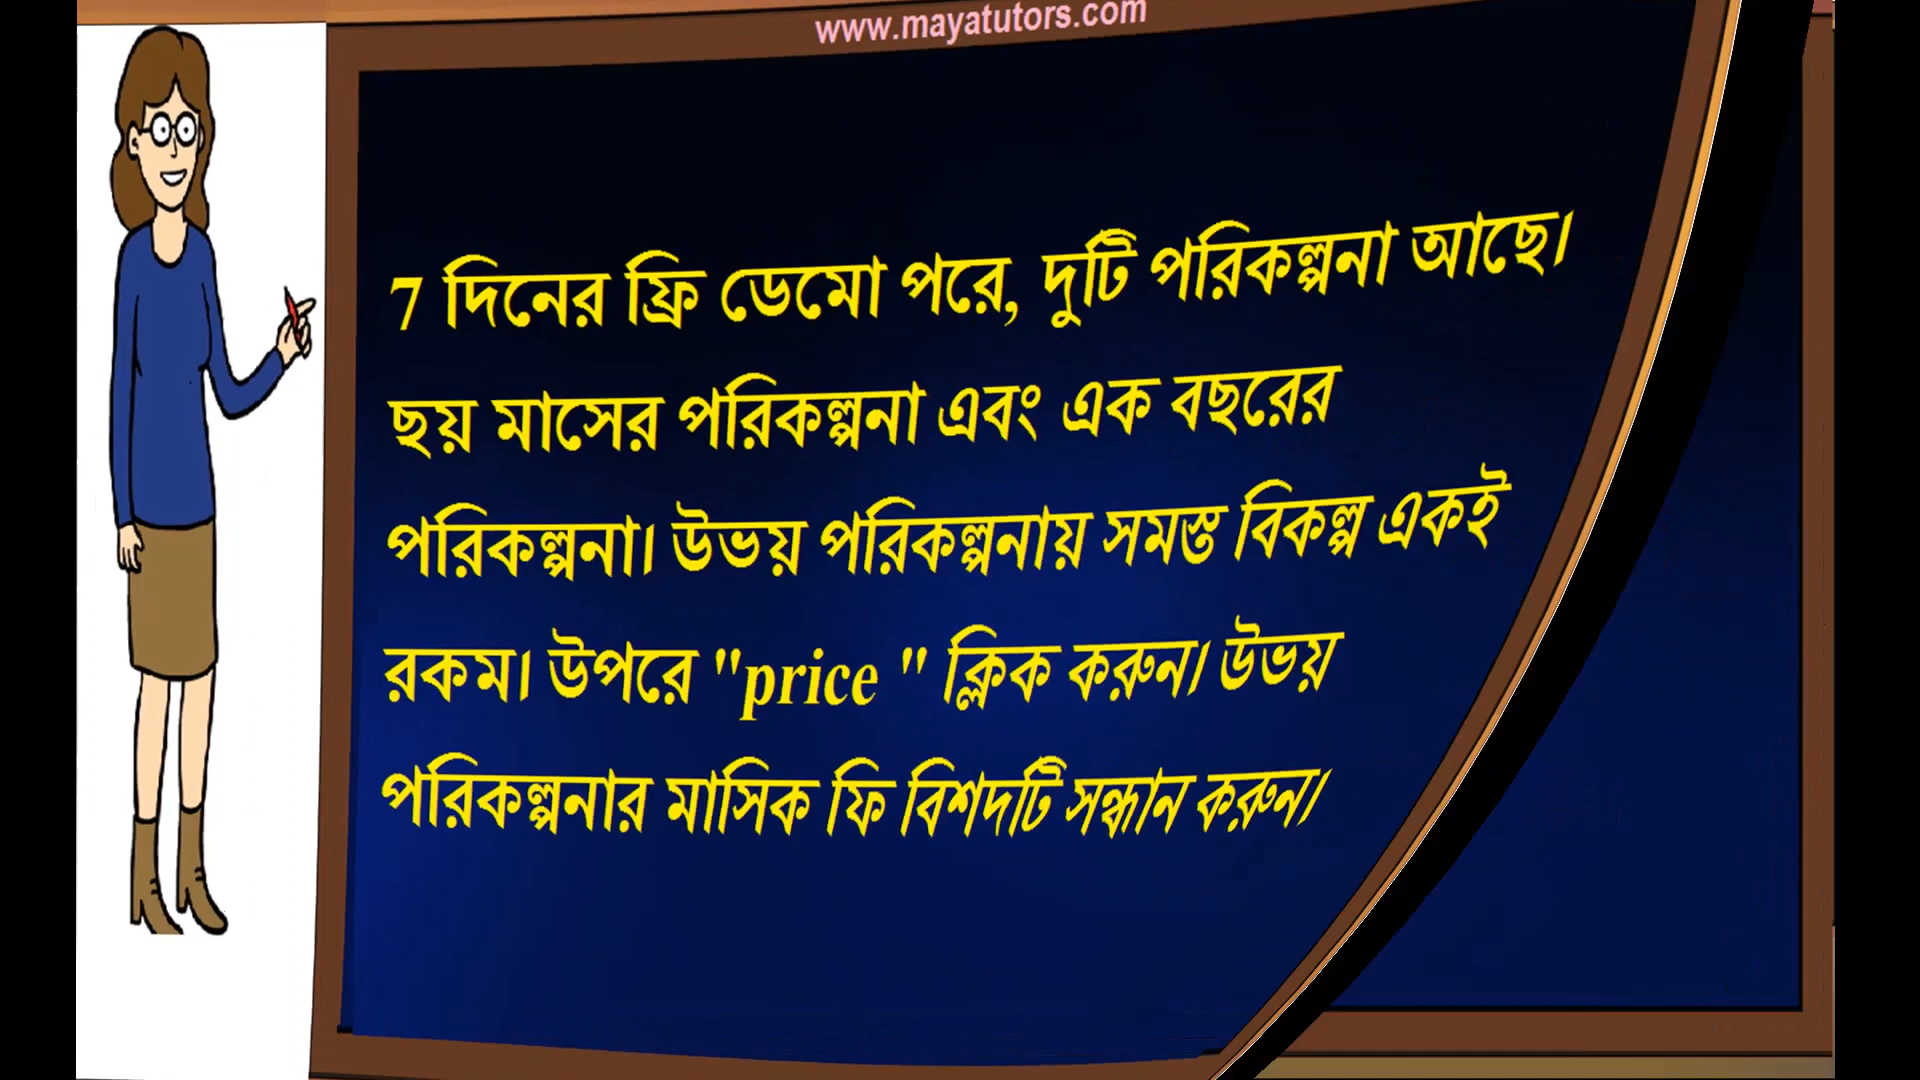 www.mayatutors.com
7 দিনের ফ্রি ডেমো পরে, দুটি পরিকল্পনা আছে।
ছয় মাসের পরিকল্পনা এবং এক বছরের
পরিকল্পনা। উভয় পরিকল্পনায় সমস্ত বিকল্প একই
রকম। উপরে "price " ক্লিক করুন। উভয়
পরিকল্পনার মাসিক ফি বিশদটি সন্ধান করুন।